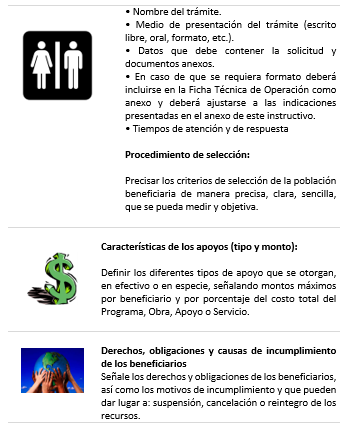 • Nombre del trámite.
• Medio de presentación del trámite (escrito
libre, oral, formato, etc.).
• Datos que debe contener la solicitud y
documentos anexos.
• En caso de que se requiera formato deberá
incluirse en la Ficha Técnica de Operación como
anexo y deberá ajustarse a las indicaciones
presentadas en el anexo de este instructivo.
• Tiempos de atención y de respuesta
Procedimiento de selección:
Precisar los criterios de selección de la población
beneficiaria de manera precisa, clara, sencilla,
que se pueda medir y objetiva.
Características de los apoyos (tipo y monto):
Definir los diferentes tipos de apoyo que se otorgan,
en efectivo o en especie, señalando montos máximos
por beneficiario y por porcentaje del costo total del
Programa, Obra, Apoyo o Servicio.
Derechos, obligaciones y causas de incumplimiento
de los beneficiarios
Señale los derechos y obligaciones de los beneficiarios,
así como los motivos de incumplimiento y que pueden
dar lugar a: suspensión, cancelación o reintegro de los
recursos.